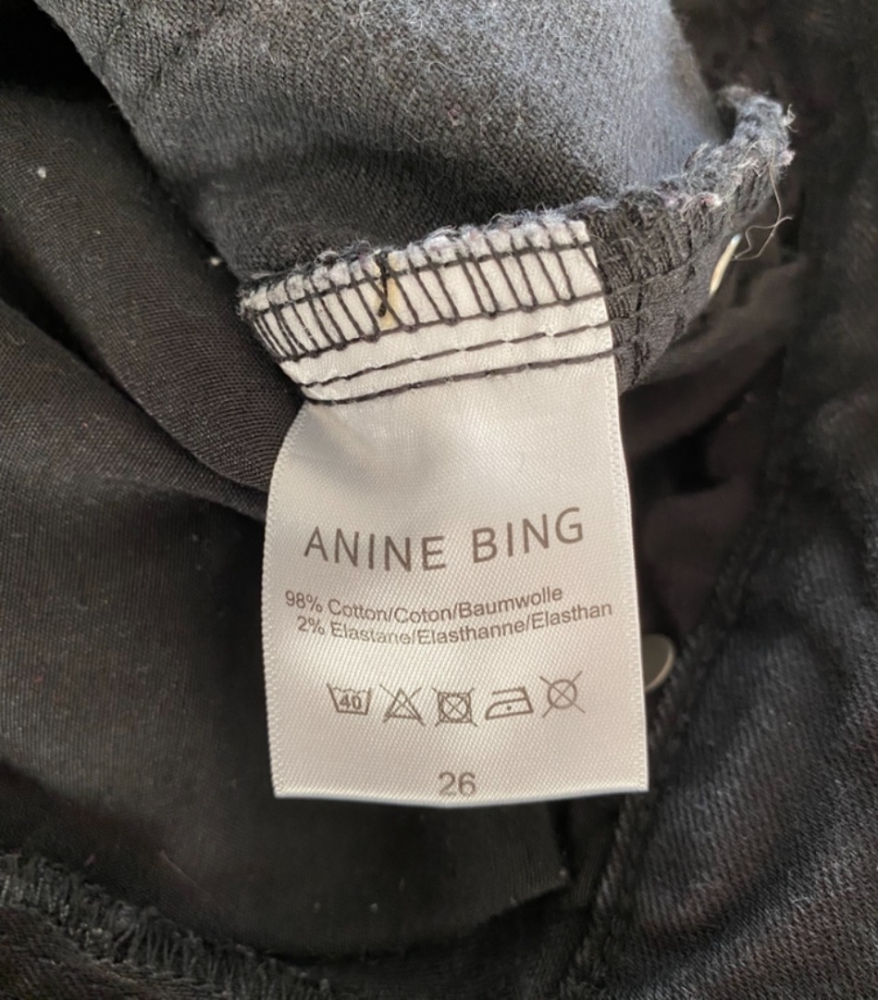 ANINE BING
98% Cotton/Coton/Baumwolle
2% Elastane/Elasthanne/Elasthan
40
26